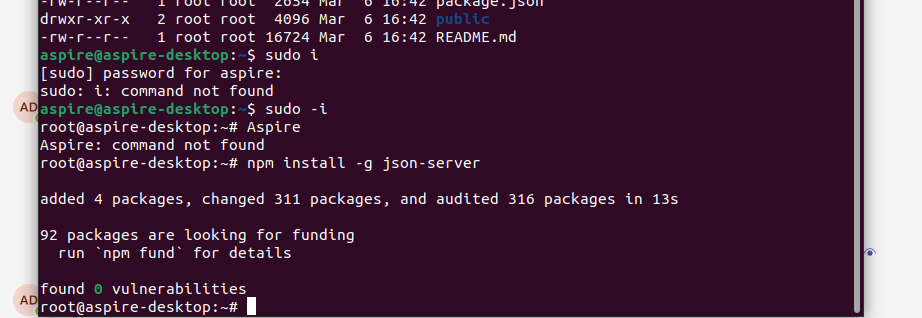 -rw-r--r--   1 root root  2654 Mar  6 16:42 package.json
drwxr-xr-x   2 root root  4096 Mar  6 16:42 public
-rw-r--r--   1 root root 16724 Mar  6 16:42 README.md
aspire@aspire-desktop:~$ sudo i
[sudo] password for aspire:
sudo: i: command not found
AD
aspire@aspire-desktop:~$ sudo -i
root@aspire-desktop:~# Aspire
Aspire: command not found
root@aspire-desktop:~# npm install -g json-server
added 4 packages, changed 311 packages, and audited 316 packages in 13s
92 packages are looking for funding
  run `npm fund` for details
found 0 vulnerabilities
AD
root@aspire-desktop:~#